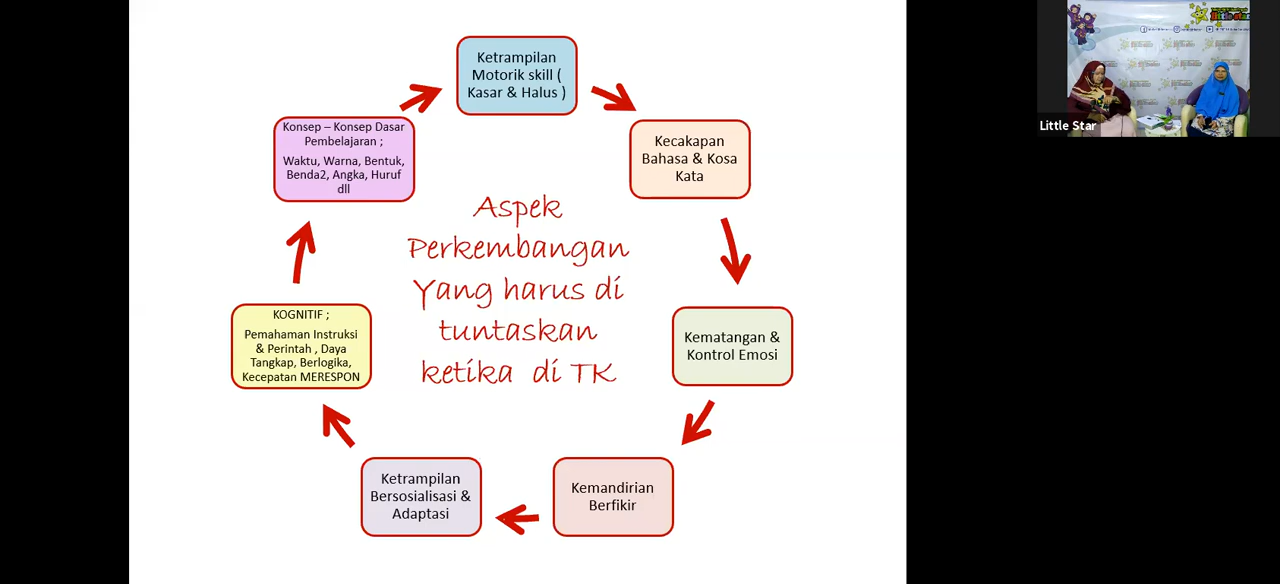 Ketrampilan
Motorik skill (
Kasar & Halus )
Kecakapan
Bahasa & Kosa
Kata
Kematangan &
Kontrol Emosi
Kemandirian
Berfikir
Ketrampilan
Bersosialisasi &
Adaptasi
KOGNITIF ;
Pemahaman Instruksi
& Perintah , Daya
Tangkap, Berlogika,
Kecepatan MERESPON
Konsep – Konsep Dasar
Pembelajaran ;
Waktu, Warna, Bentuk,
Benda2, Angka, Huruf
dll
Aspek
Perkembangan
Yang harus di
tuntaskan
ketika di TK
little star
Little Star